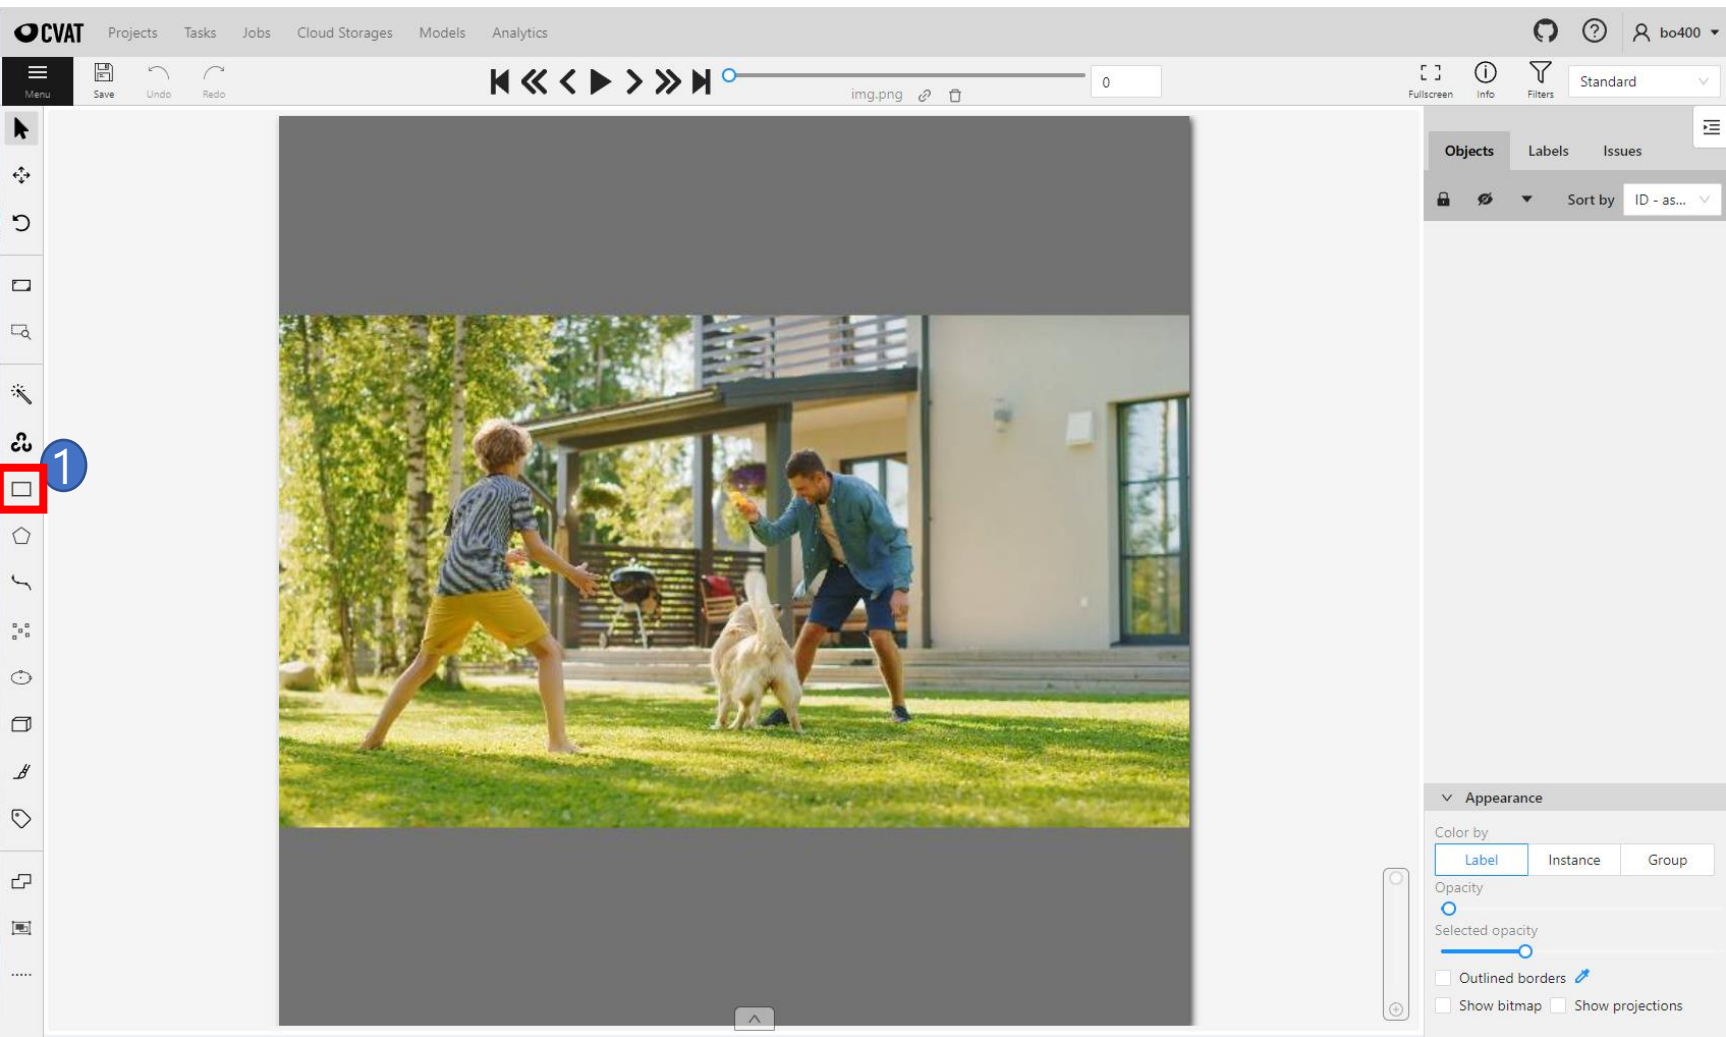 CVAT Projects Tasks Jobs Cloud Storages Models Analytics bo400
Menu Save Undo Redo 0 Fullscreen Info Filters Standard
img.png
Objects Labels Issues
Sort by ID - as...
1
Appearance
Color by
Label Instance Group
Opacity
Selected opacity
Outlined borders
Show bitmap Show projections